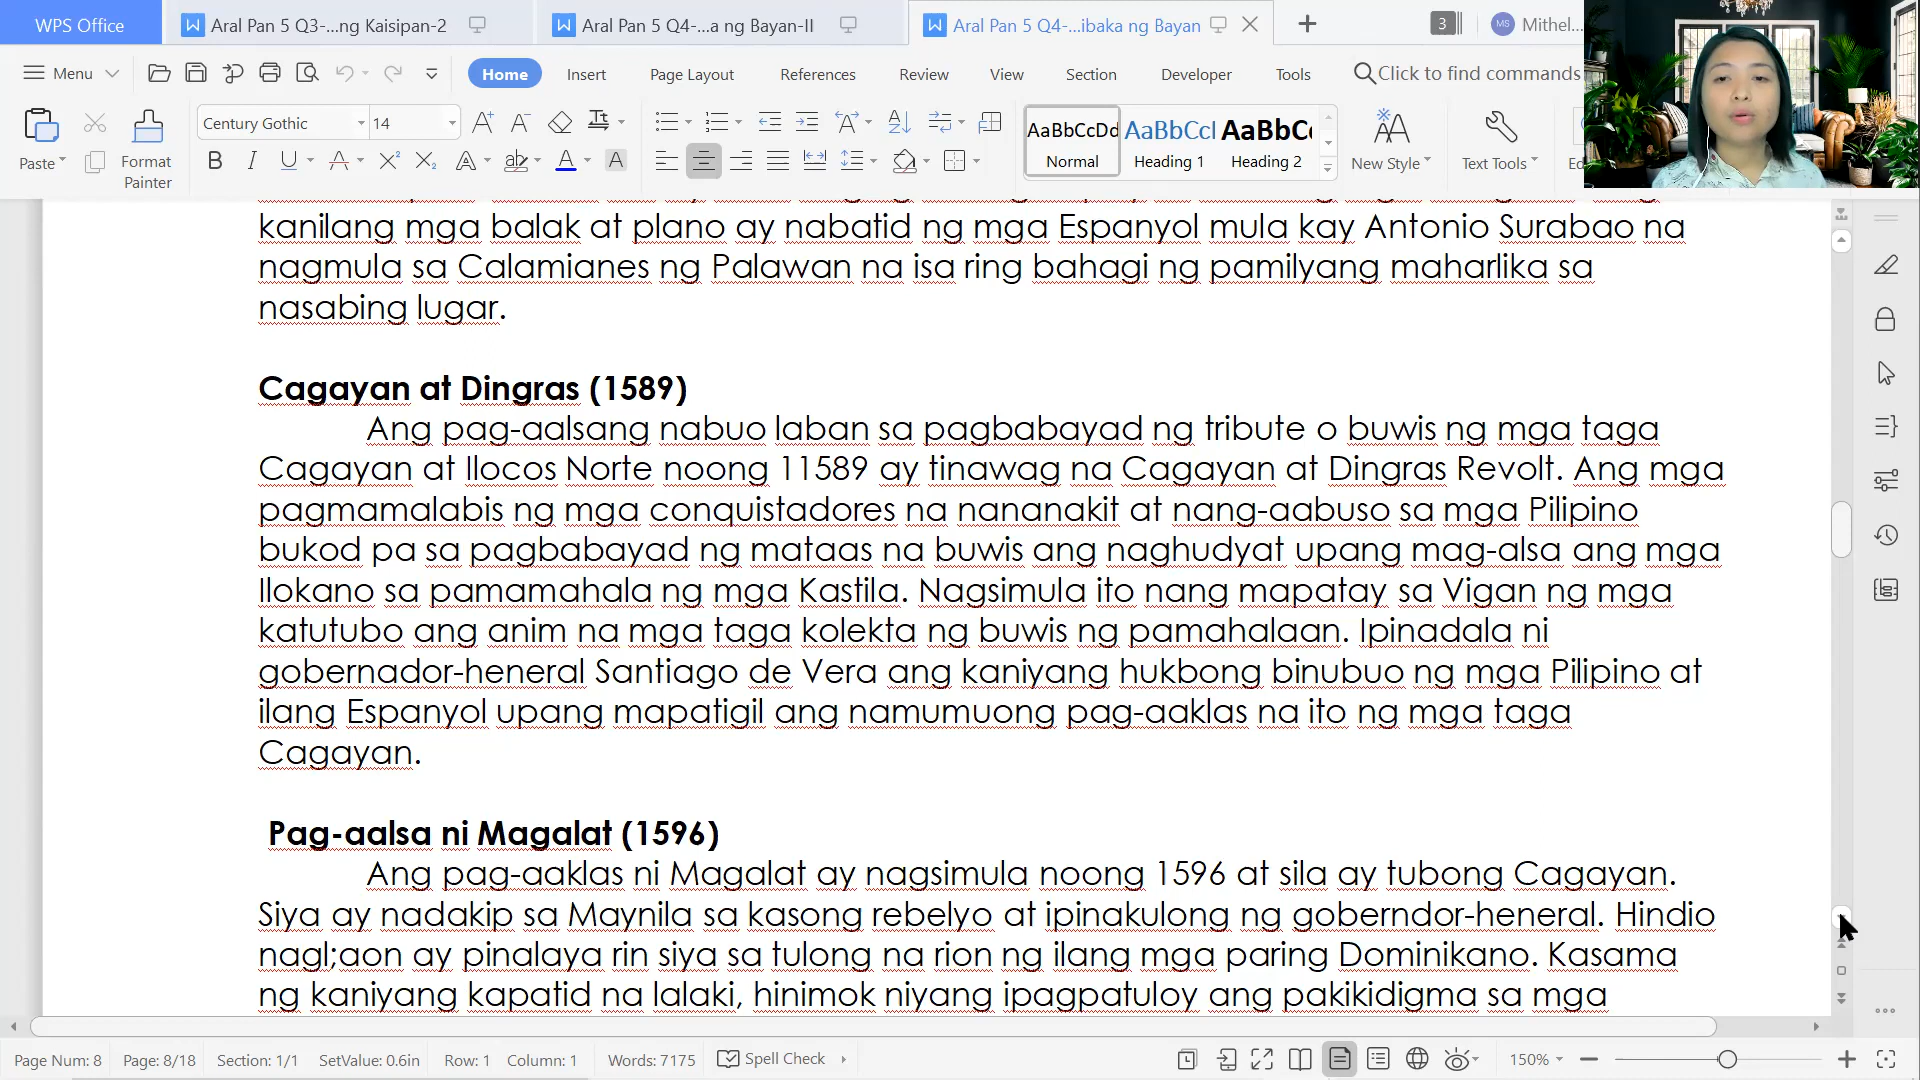 WPS Office
Aral Pan 5 Q3-...ng Kaisipan-2
Aral Pan 5 Q4-...a ng Bayan-II
Aral Pan 5 Q4-...ibaka ng Bayan
3
MS Mithel...
Menu
Home
Insert
Page Layout
References
Review
View
Section
Developer
Tools
Click to find commands
Paste
Format Painter
Century Gothic
14
AaBbCcDd
Normal
AaBbCcl
Heading 1
AaBbC
Heading 2
New Style
Text Tools
kanilang mga balak at plano ay nabatid ng mga Espanyol mula kay Antonio Surabao na
nagmula sa Calamianes ng Palawan na isa ring bahagi ng pamilyang maharlika sa
nasabing lugar.
Cagayan at Dingras (1589)
Ang pag-aalsang nabuo laban sa pagbabayad ng tribute o buwis ng mga taga
Cagayan at Ilocos Norte noong 11589 ay tinawag na Cagayan at Dingras Revolt. Ang mga
pagmamalabis ng mga conquistadores na nananakit at nang-aabuso sa mga Pilipino
bukod pa sa pagbabayad ng mataas na buwis ang naghudyat upang mag-alsa ang mga
Ilokano sa pamamahala ng mga Kastila. Nagsimula ito nang mapatay sa Vigan ng mga
katutubo ang anim na mga taga kolekta ng buwis ng pamahalaan. Ipinadala ni
gobernador-heneral Santiago de Vera ang kaniyang hukbong binubuo ng mga Pilipino at
ilang Espanyol upang mapatigil ang namumuong pag-aaklas na ito ng mga taga
Cagayan.
Pag-aalsa ni Magalat (1596)
Ang pag-aaklas ni Magalat ay nagsimula noong 1596 at sila ay tubong Cagayan.
Siya ay nadakip sa Maynila sa kasong rebelyo at ipinakulong ng goberndor-heneral. Hindio
nagl;aon ay pinalaya rin siya sa tulong na rion ng ilang mga paring Dominikano. Kasama
ng kaniyang kapatid na lalaki, hinimok niyang ipagpatuloy ang pakikidigma sa mga
Page Num: 8
Page: 8/18
Section: 1/1
SetValue: 0.6in
Row: 1
Column: 1
Words: 7175
Spell Check
150%